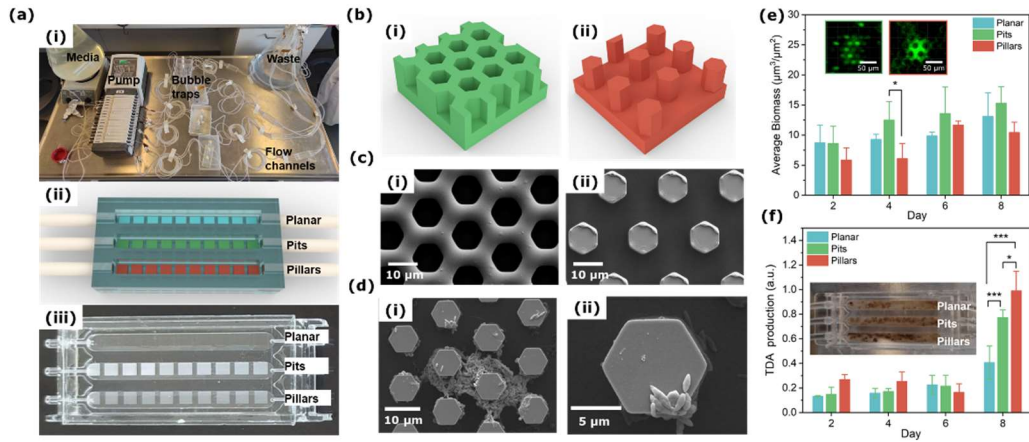 (a)
(i)
Media
Pump
Bubble
traps
Waste
Flow
channels
(ii)
Planar
Pits
Pillars
(iii)
Planar
Pits
Pillars
(b)
(i)
(ii)
(c)
(i)
10 µm
(ii)
10 µm
(d)
(i)
10 µm
(ii)
5 µm
(e)
Average Biomass (µm³/µm²)
30
25
20
15
10
5
0
Planar
Pits
Pillars
50 µm
50 µm
*
2
4
6
8
Day
(f)
TDA production (a.u.)
1.4
1.2
1.0
0.8
0.6
0.4
0.2
0.0
Planar
Pits
Pillars
Planar
Pits
Pillars
***
*
***
2
4
6
8
Day